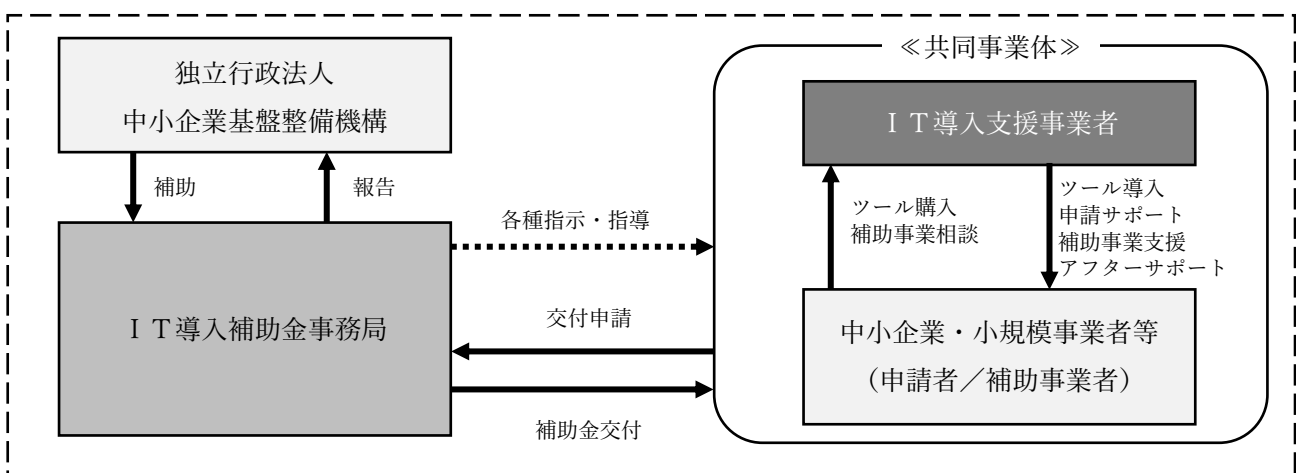 独立行政法人
中小企業基盤整備機構
補助
報告
ＩＴ導入補助金事務局
各種指示・指導
交付申請
補助金交付
≪共同事業体≫
ＩＴ導入支援事業者
ツール購入
補助事業相談
ツール導入
申請サポート
補助事業支援
アフターサポート
中小企業・小規模事業者等
（申請者／補助事業者）